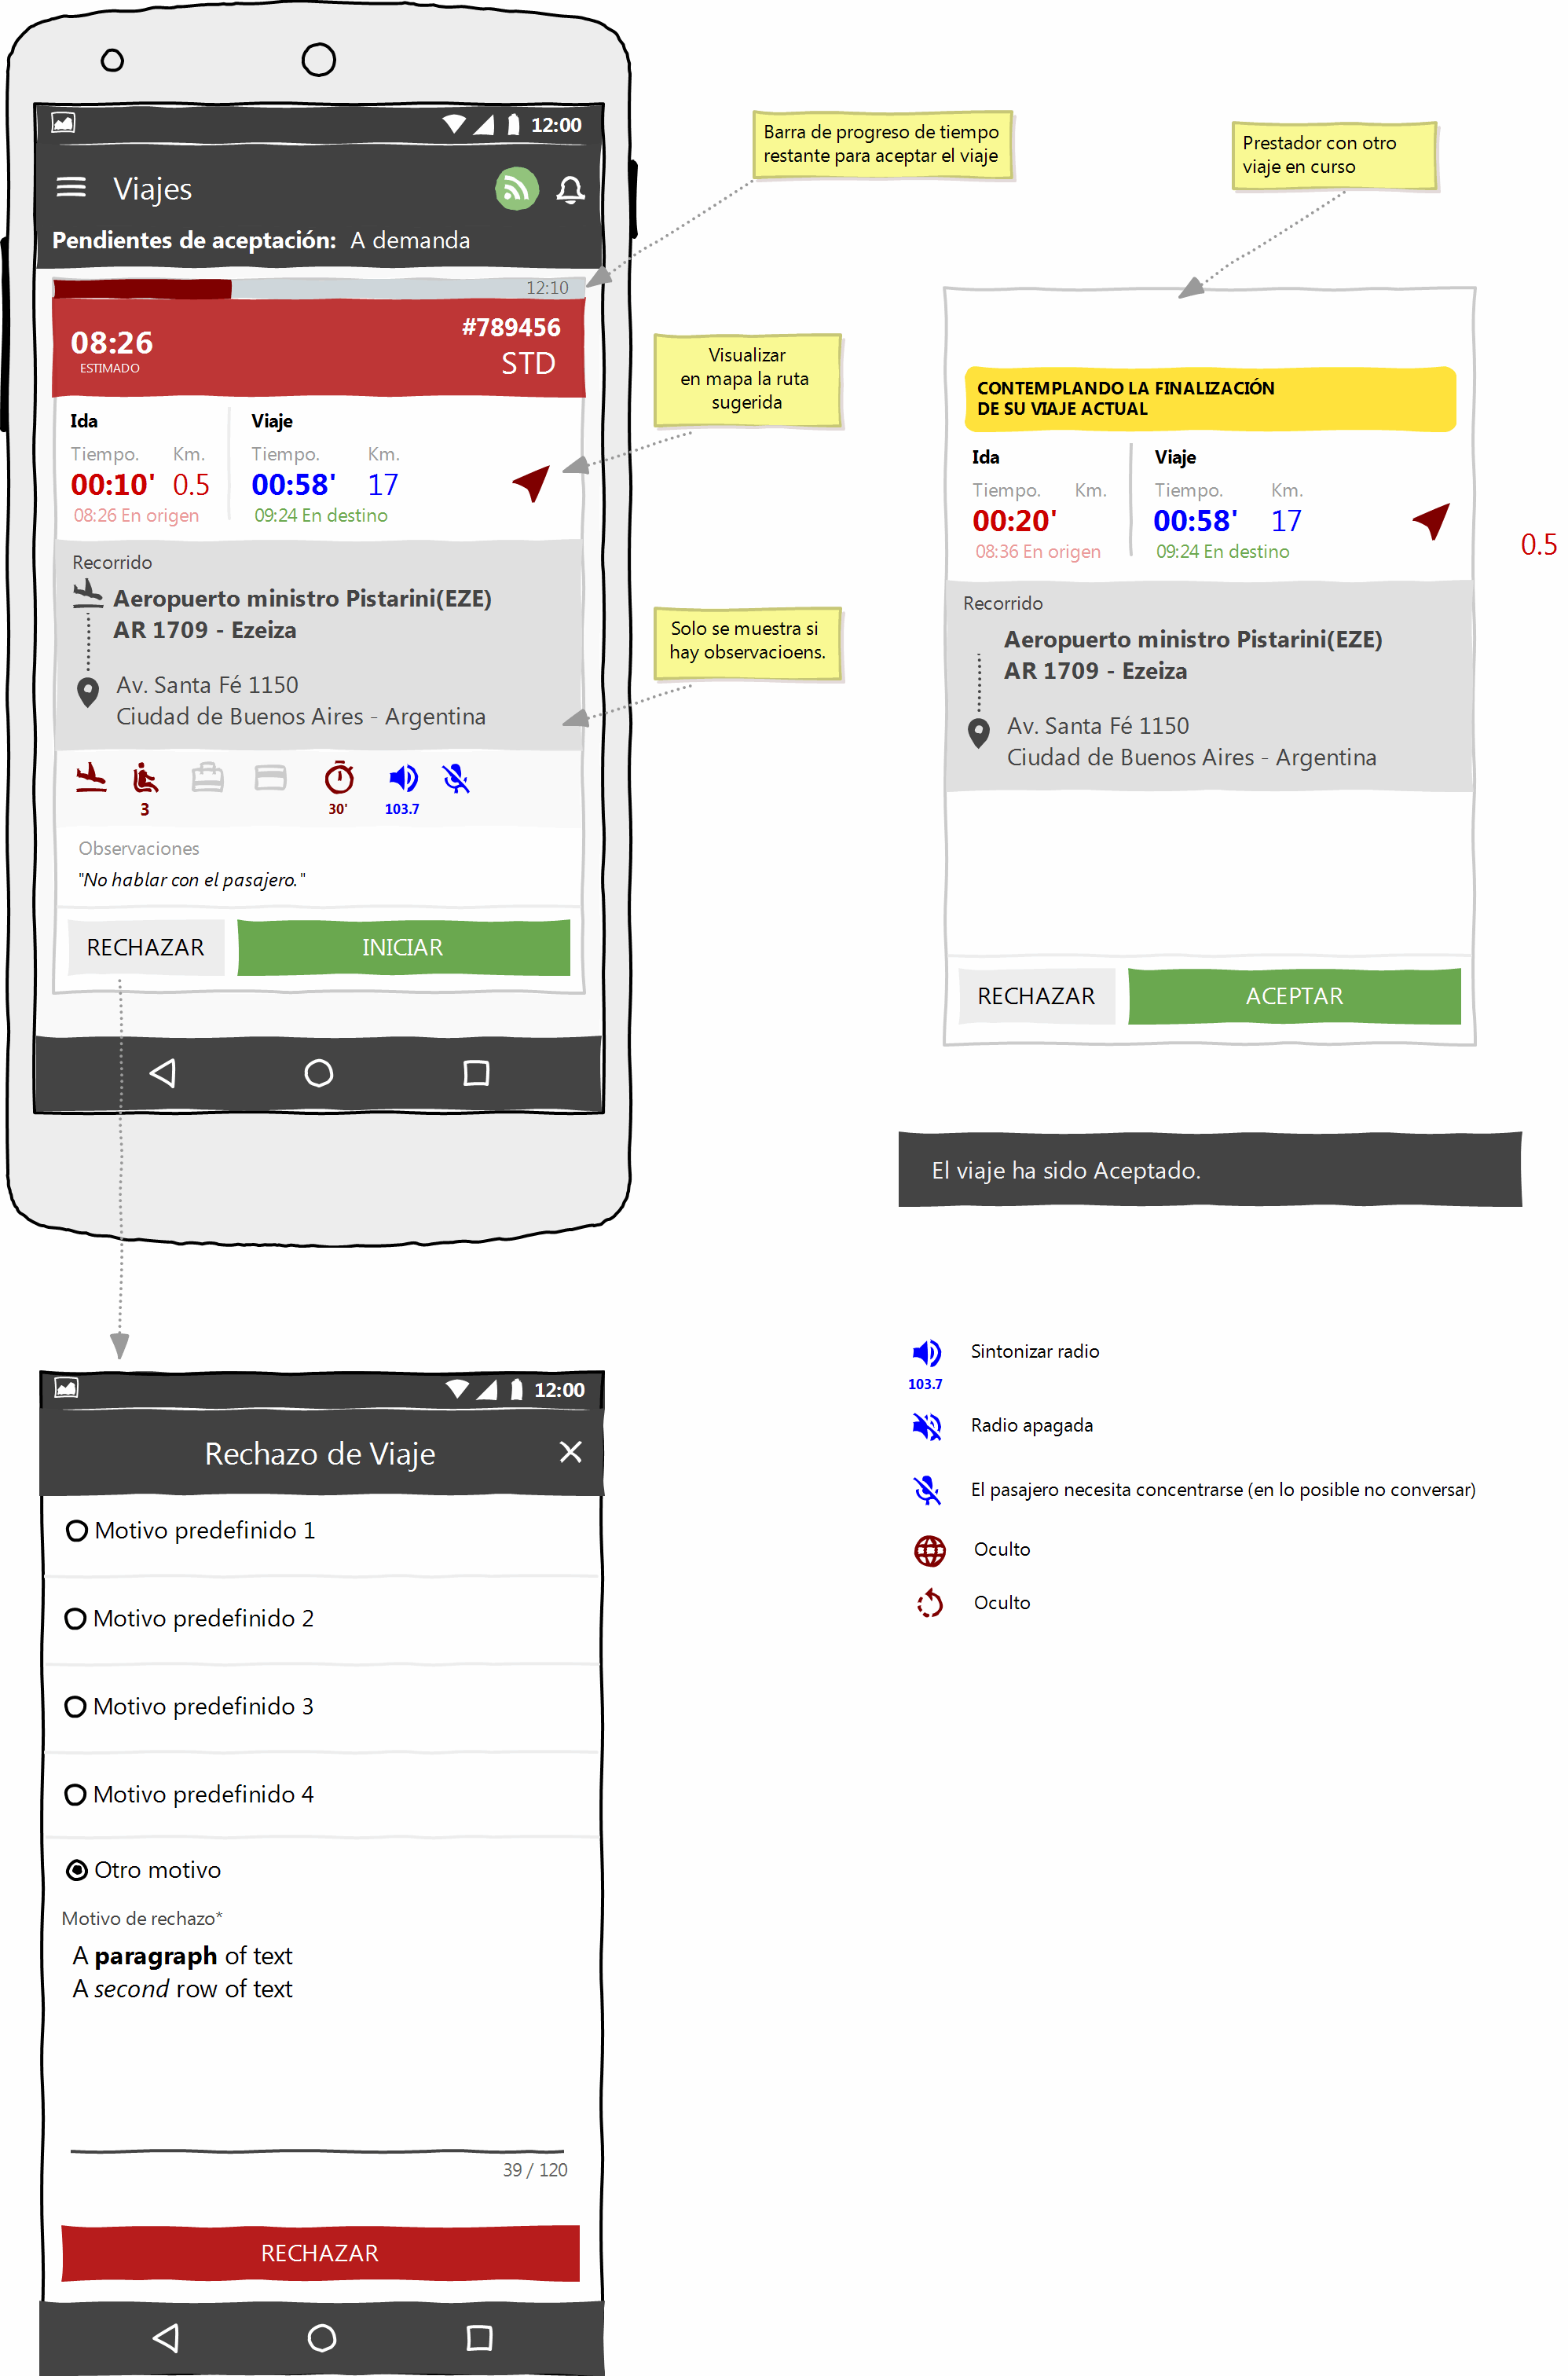 12:00
Viajes
Pendientes de aceptación: A demanda
12:10
08:26
ESTIMADO
#789456
STD
Ida
Viaje
Tiempo. Km.
Tiempo. Km.
00:10' 0.5
00:58' 17
08:26 En origen
09:24 En destino
Recorrido
Aeropuerto ministro Pistarini(EZE)
AR 1709 - Ezeiza
Av. Santa Fé 1150
Ciudad de Buenos Aires - Argentina
3
30'
103.7
Observaciones
"No hablar con el pasajero."
RECHAZAR
INICIAR
Barra de progreso de tiempo
restante para aceptar el viaje
Visualizar
en mapa la ruta
sugerida
Solo se muestra si
hay observacioens.
Prestador con otro
viaje en curso
CONTEMPLANDO LA FINALIZACIÓN
DE SU VIAJE ACTUAL
Ida
Viaje
Tiempo. Km.
Tiempo. Km.
00:20'
00:58' 17
08:36 En origen
09:24 En destino
0.5
Recorrido
Aeropuerto ministro Pistarini(EZE)
AR 1709 - Ezeiza
Av. Santa Fé 1150
Ciudad de Buenos Aires - Argentina
RECHAZAR
ACEPTAR
El viaje ha sido Aceptado.
Sintonizar radio
103.7
Radio apagada
El pasajero necesita concentrarse (en lo posible no conversar)
Oculto
Oculto
12:00
Rechazo de Viaje
Motivo predefinido 1
Motivo predefinido 2
Motivo predefinido 3
Motivo predefinido 4
Otro motivo
Motivo de rechazo*
A paragraph of text
A second row of text
39 / 120
RECHAZAR